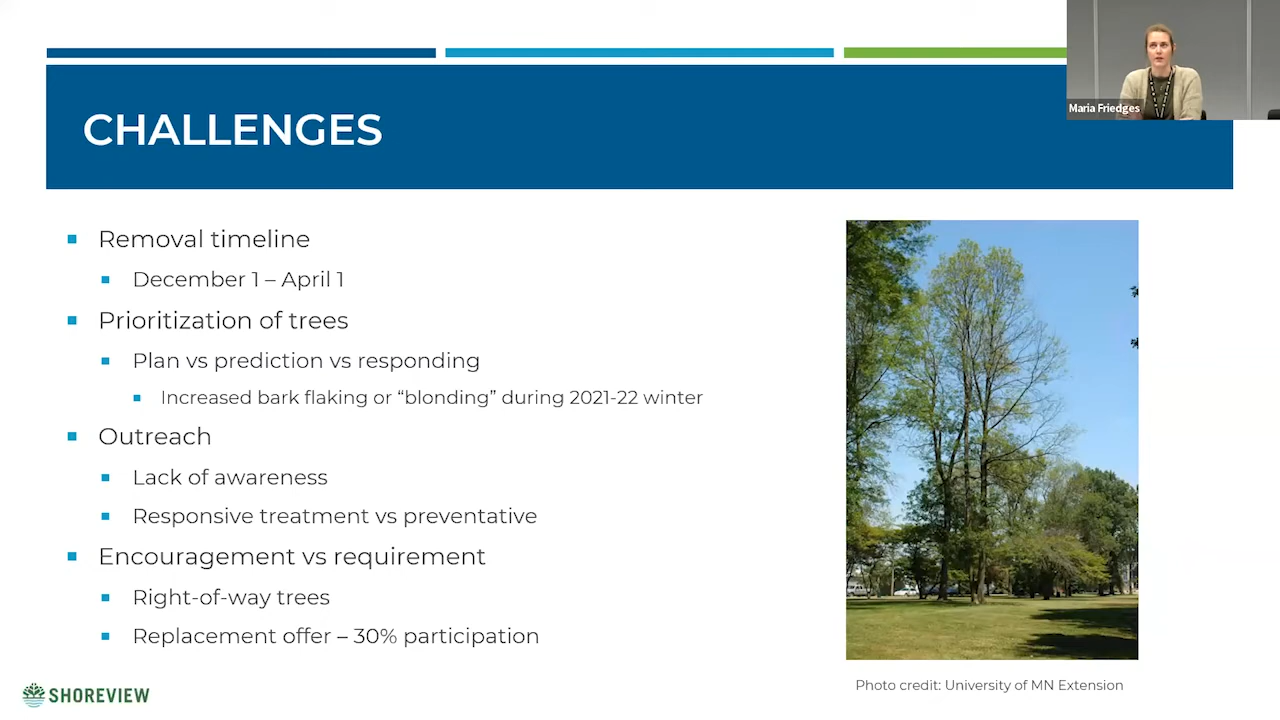 Maria Friedges
CHALLENGES
Removal timeline
December 1 – April 1
Prioritization of trees
Plan vs prediction vs responding
Increased bark flaking or “blonding” during 2021-22 winter
Outreach
Lack of awareness
Responsive treatment vs preventative
Encouragement vs requirement
Right-of-way trees
Replacement offer – 30% participation
Photo credit: University of MN Extension
SHOREVIEW